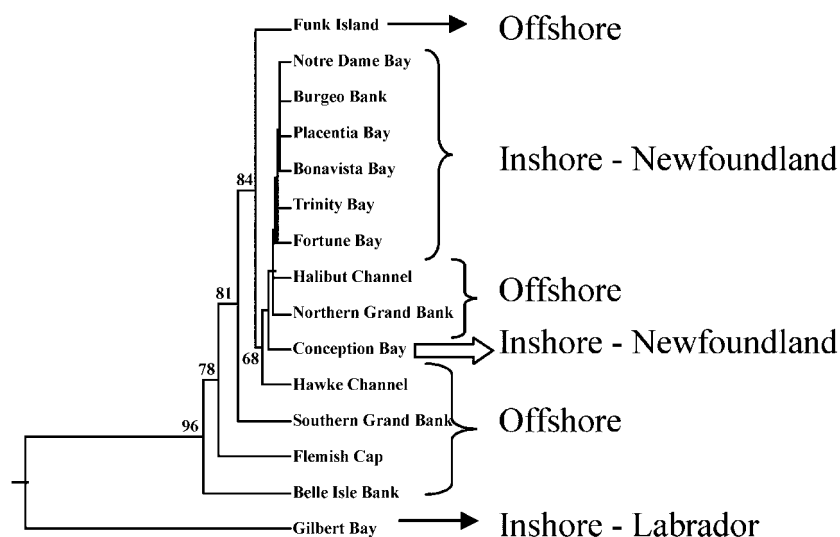 Funk Island Offshore
Notre Dame Bay
Burgeo Bank
Placentia Bay
Inshore - Newfoundland
Bonavista Bay
84
Trinity Bay
Fortune Bay
Halibut Channel
81
Offshore
Northern Grand Bank
68
Conception Bay Inshore - Newfoundland
78
Hawke Channel
96
Southern Grand Bank Offshore
Flemish Cap
Belle Isle Bank
Gilbert Bay Inshore - Labrador